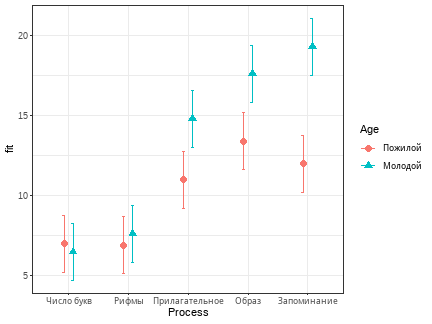 20
15
10
5
fit
Число букв Рифмы Прилагательное Образ Запоминание
Process
Age
Пожилой
Молодой